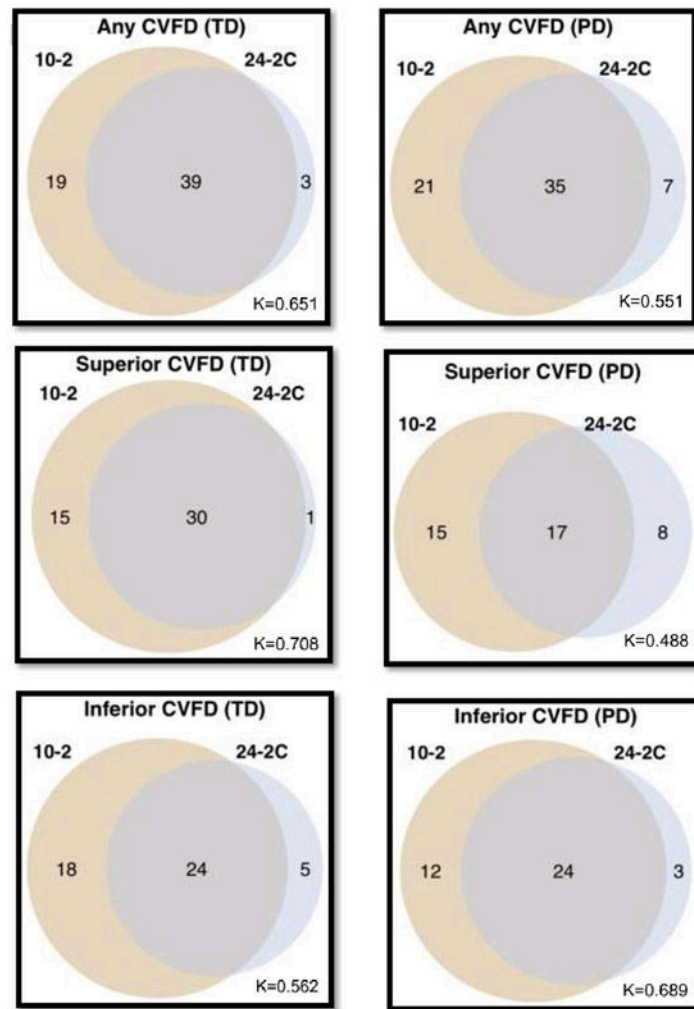 Any CVFD (TD)
10-2 24-2C
19 39 3
K=0.651
Any CVFD (PD)
10-2 24-2C
21 35 7
K=0.551
Superior CVFD (TD)
10-2 24-2C
15 30 1
K=0.708
Superior CVFD (PD)
10-2 24-2C
15 17 8
K=0.488
Inferior CVFD (TD)
10-2 24-2C
18 24 5
K=0.562
Inferior CVFD (PD)
10-2 24-2C
12 24 3
K=0.689